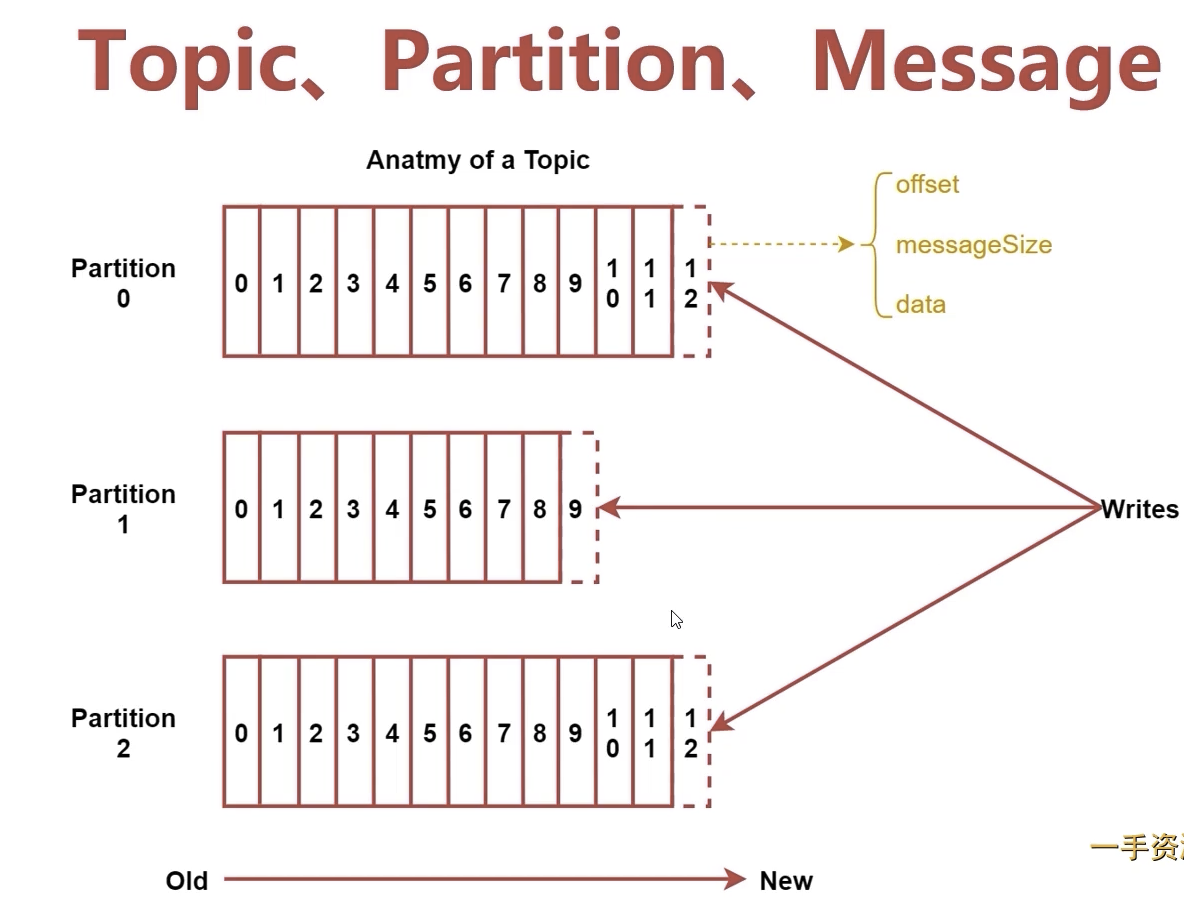 Topic、Partition、Message
Anatmy of a Topic
offset
messageSize
data
Partition
0
0 1 2 3 4 5 6 7 8 9 10 11 12
Partition
1
0 1 2 3 4 5 6 7 8 9
Writes
Partition
2
0 1 2 3 4 5 6 7 8 9 10 11 12
Old
New
一手资